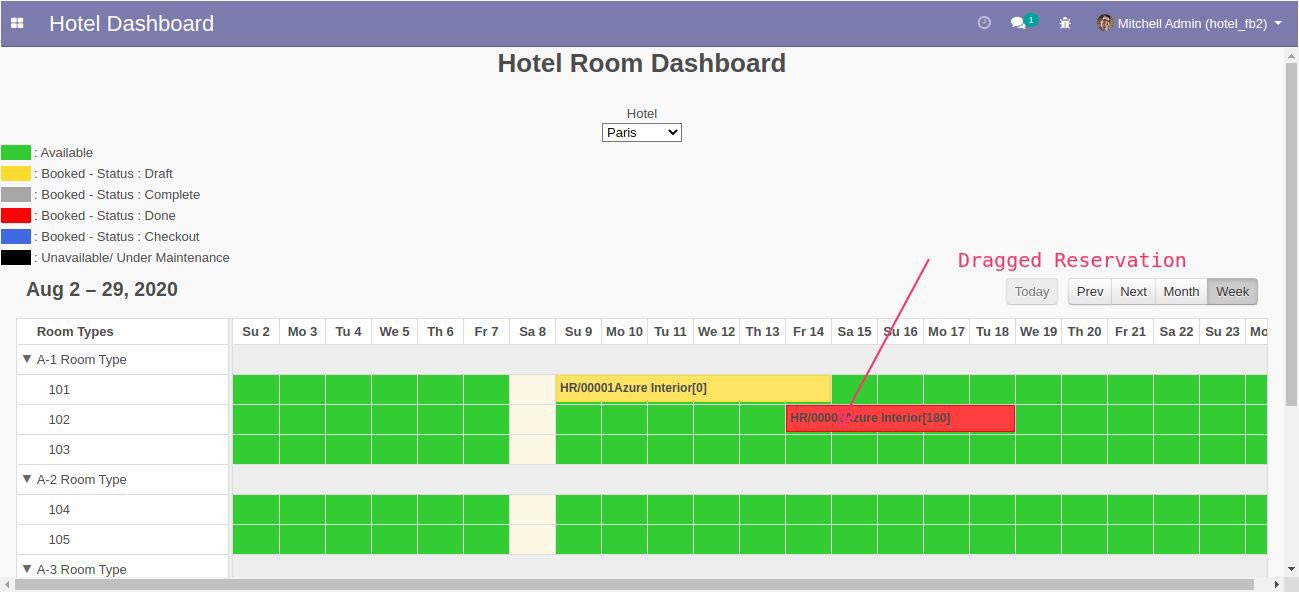 Hotel Dashboard
1
Mitchell Admin (hotel_fb2)
Hotel Room Dashboard
Hotel
Paris
: Available
: Booked - Status : Draft
: Booked - Status : Complete
: Booked - Status : Done
: Booked - Status : Checkout
: Unavailable/ Under Maintenance
Dragged Reservation
Aug 2 – 29, 2020
Today Prev Next Month Week
Room Types Su 2 Mo 3 Tu 4 We 5 Th 6 Fr 7 Sa 8 Su 9 Mo 10 Tu 11 We 12 Th 13 Fr 14 Sa 15 Su 16 Mo 17 Tu 18 We 19 Th 20 Fr 21 Sa 22 Su 23 Mo
A-1 Room Type
101 HR/00001Azure Interior[0]
102 Interior[180]
103
A-2 Room Type
104
105
A-3 Room Type